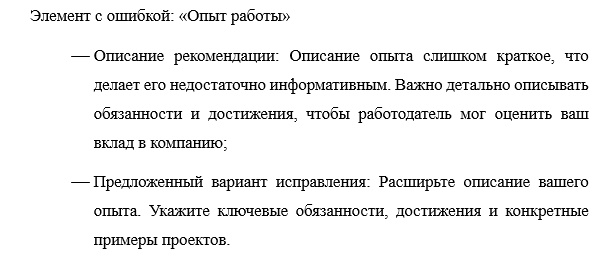 Элемент с ошибкой: «Опыт работы»
— Описание рекомендации: Описание опыта слишком краткое, что
делает его недостаточно информативным. Важно детально описывать
обязанности и достижения, чтобы работодатель мог оценить ваш
вклад в компанию;
— Предложенный вариант исправления: Расширьте описание вашего
опыта. Укажите ключевые обязанности, достижения и конкретные
примеры проектов.